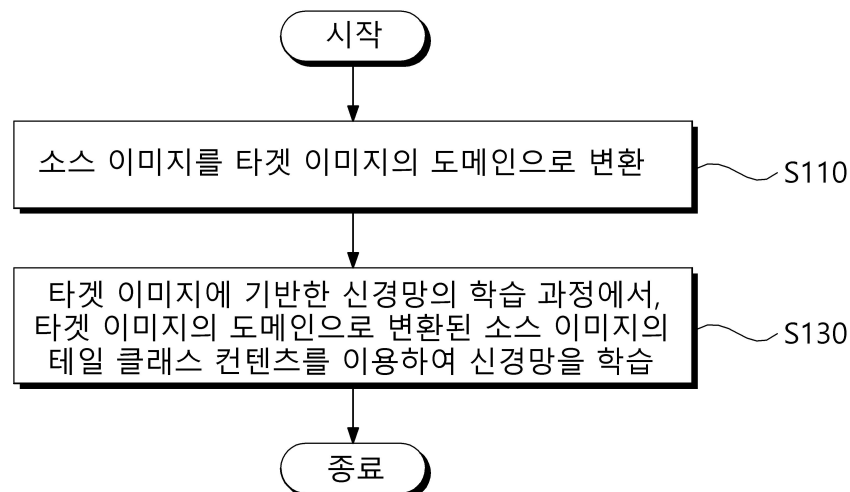 시작
소스 이미지를 타겟 이미지의 도메인으로 변환
S110
타겟 이미지에 기반한 신경망의 학습 과정에서,
타겟 이미지의 도메인으로 변환된 소스 이미지의
테일 클래스 컨텐츠를 이용하여 신경망을 학습
S130
종료